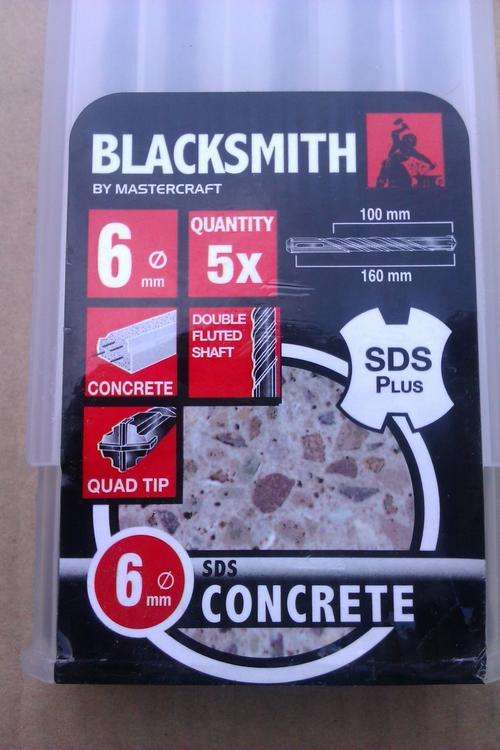 BLACKSMITH
BY MASTERCRAFT
6 Ø
mm
QUANTITY
5x
100 mm
160 mm
CONCRETE
DOUBLE
FLUTED
SHAFT
SDS
PLUS
QUAD TIP
6 Ø
mm
SDS
CONCRETE